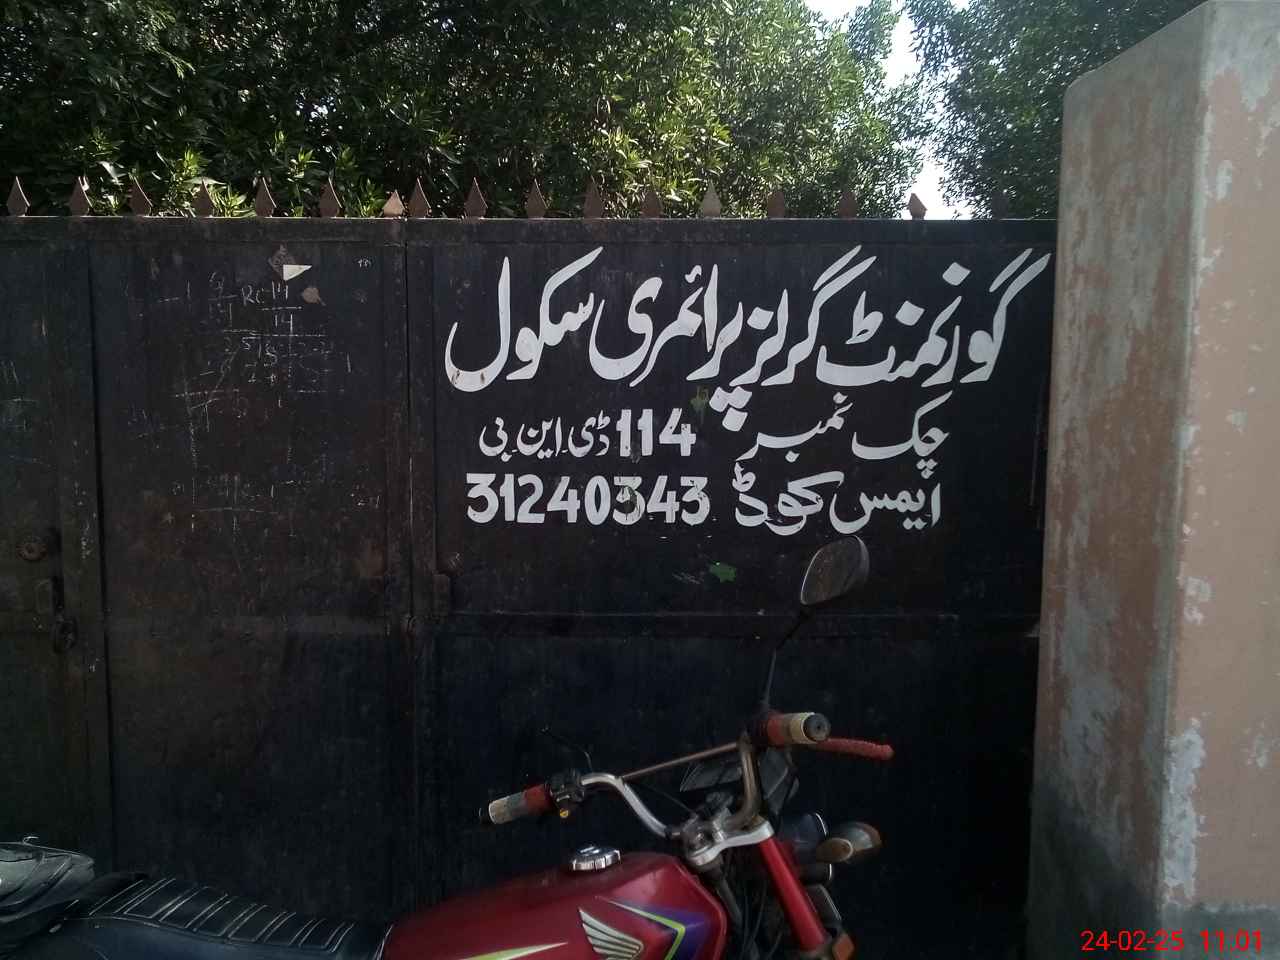 گورنمنٹ گرلز پرائمری سکول
چک نمبر 114 ڈی۔این۔بی
ایمس کوڈ 31240343
24-02-25 11:01